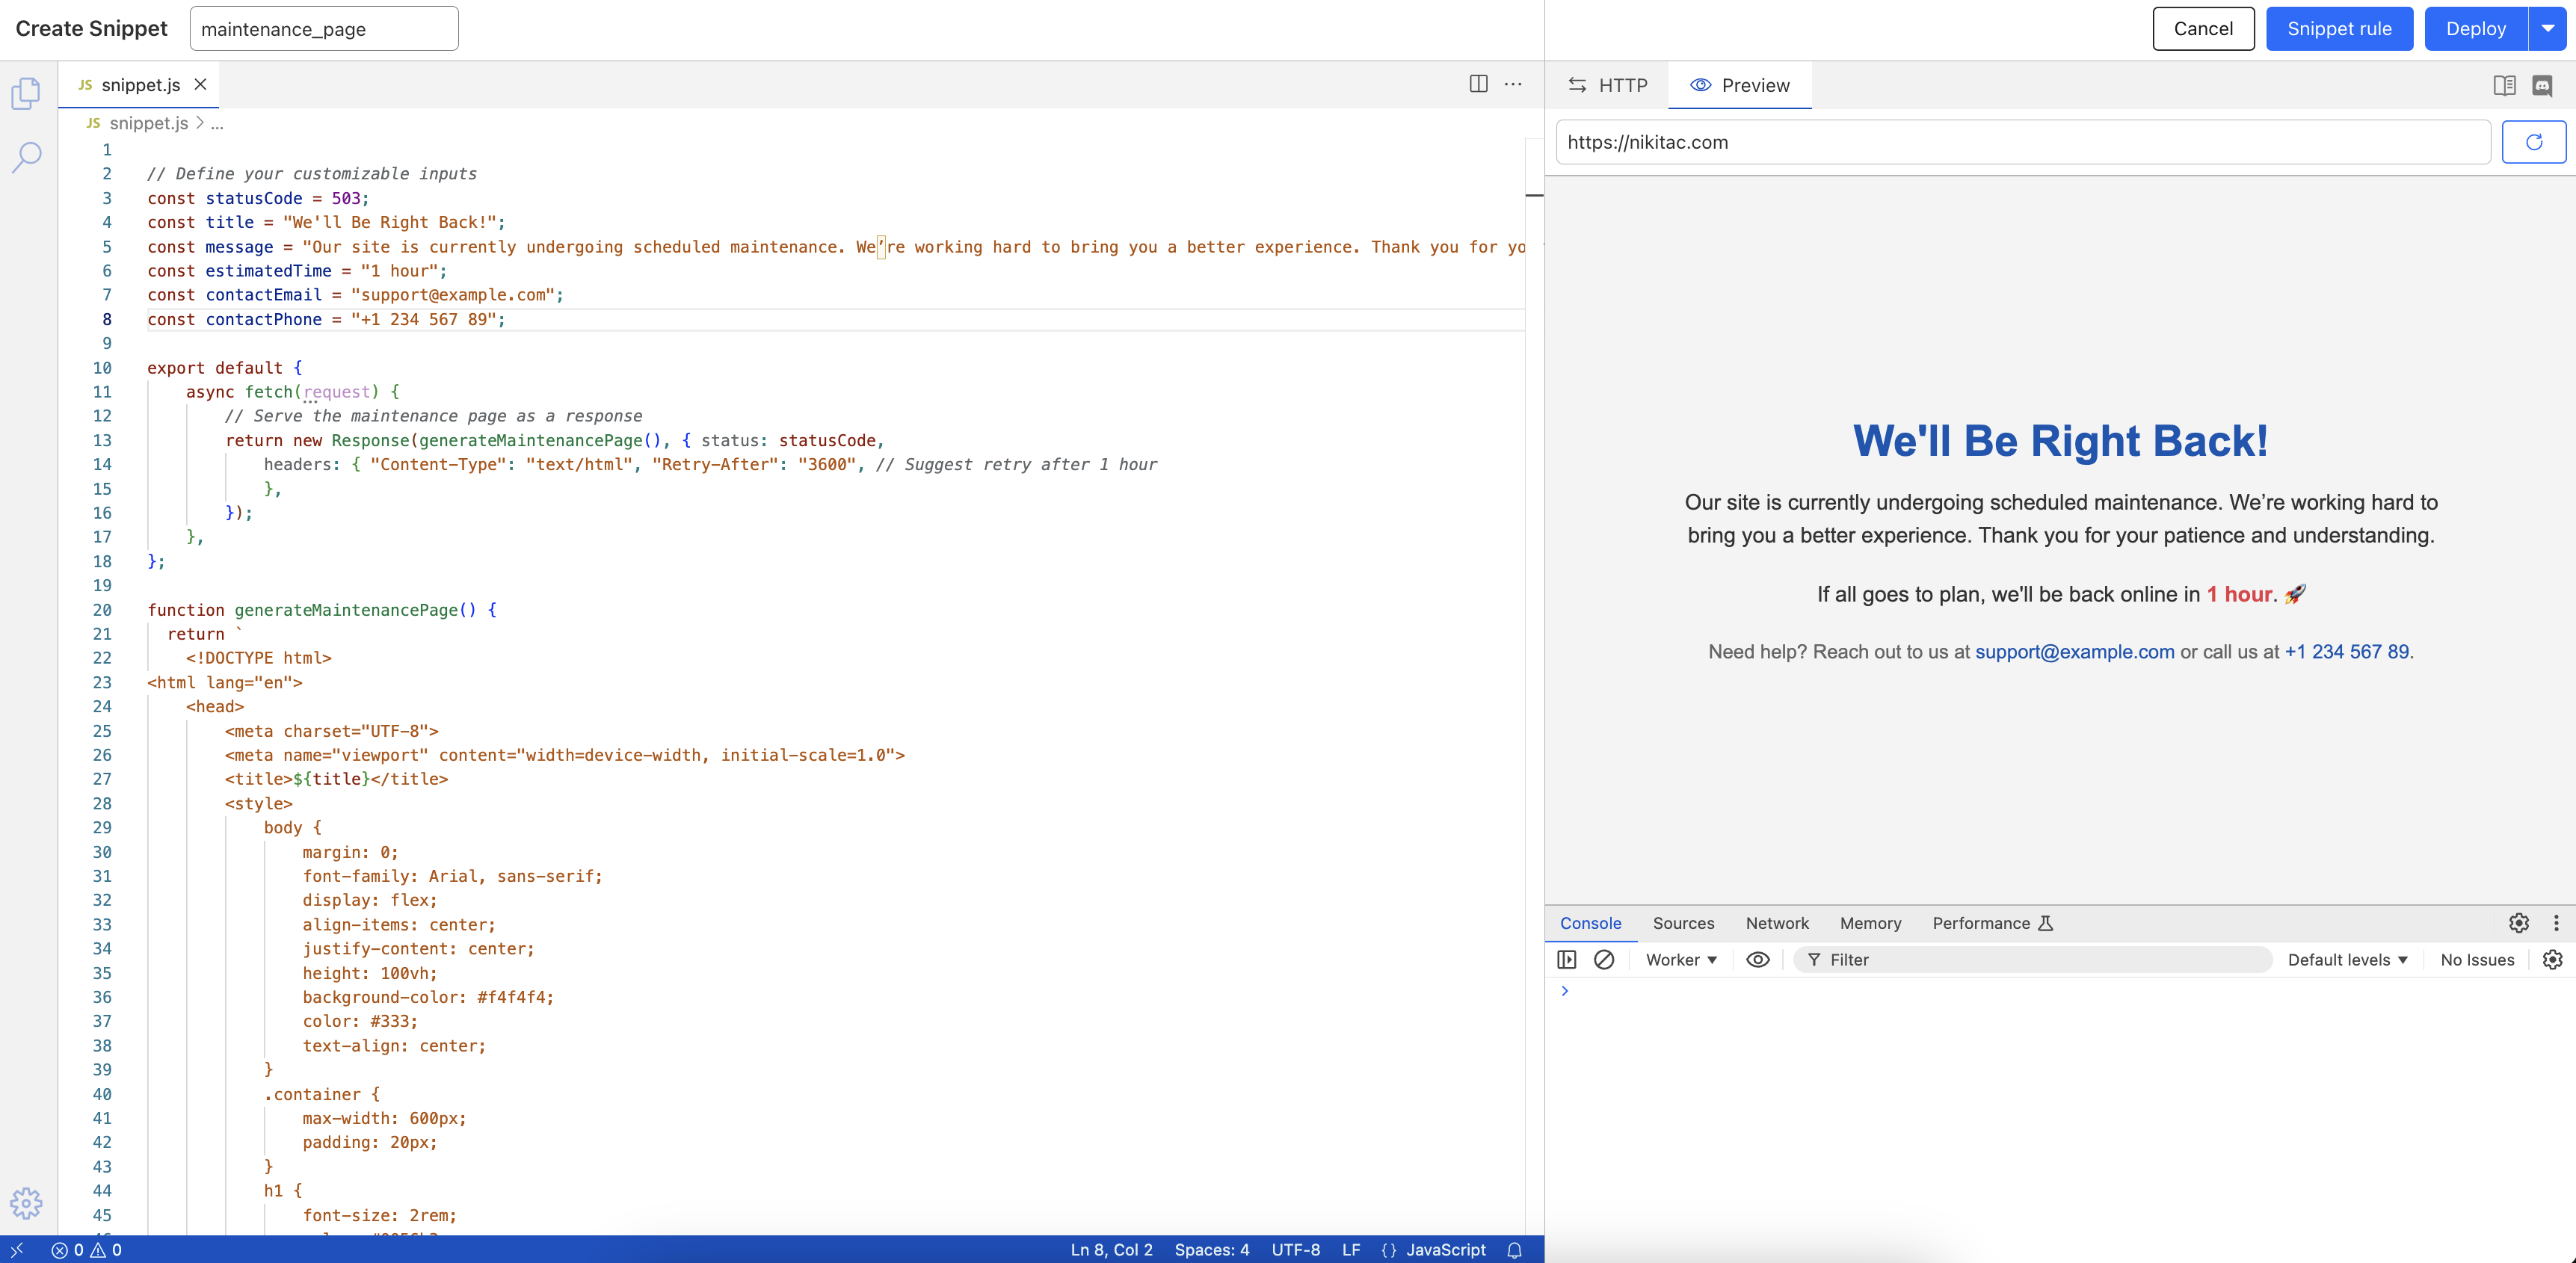 Create Snippet
maintenance_page
Cancel
Snippet rule
Deploy
JS snippet.js
HTTP
Preview
JS snippet.js > ...
https://nikitac.com
1
2 // Define your customizable inputs
3 const statusCode = 503;
4 const title = "We'll Be Right Back!";
5 const message = "Our site is currently undergoing scheduled maintenance. We’re working hard to bring you a better experience. Thank you for yo
6 const estimatedTime = "1 hour";
7 const contactEmail = "support@example.com";
8 const contactPhone = "+1 234 567 89";
9
10 export default {
11 async fetch(request) {
12 // Serve the maintenance page as a response
13 return new Response(generateMaintenancePage(), { status: statusCode,
14 headers: { "Content-Type": "text/html", "Retry-After": "3600", // Suggest retry after 1 hour
15 },
16 });
17 },
18 };
19
20 function generateMaintenancePage() {
21 return `
22 <!DOCTYPE html>
23 <html lang="en">
24 <head>
25 <meta charset="UTF-8">
26 <meta name="viewport" content="width=device-width, initial-scale=1.0">
27 <title>${title}</title>
28 <style>
29 body {
30 margin: 0;
31 font-family: Arial, sans-serif;
32 display: flex;
33 align-items: center;
34 justify-content: center;
35 height: 100vh;
36 background-color: #f4f4f4;
37 color: #333;
38 text-align: center;
39 }
40 .container {
41 max-width: 600px;
42 padding: 20px;
43 }
44 h1 {
45 font-size: 2rem;
We'll Be Right Back!
Our site is currently undergoing scheduled maintenance. We’re working hard to
bring you a better experience. Thank you for your patience and understanding.
If all goes to plan, we'll be back online in 1 hour. 🚀
Need help? Reach out to us at support@example.com or call us at +1 234 567 89.
Console Sources Network Memory Performance
Worker
Filter
Default levels
No Issues
>
0 0
Ln 8, Col 2
Spaces: 4
UTF-8
LF
{} JavaScript